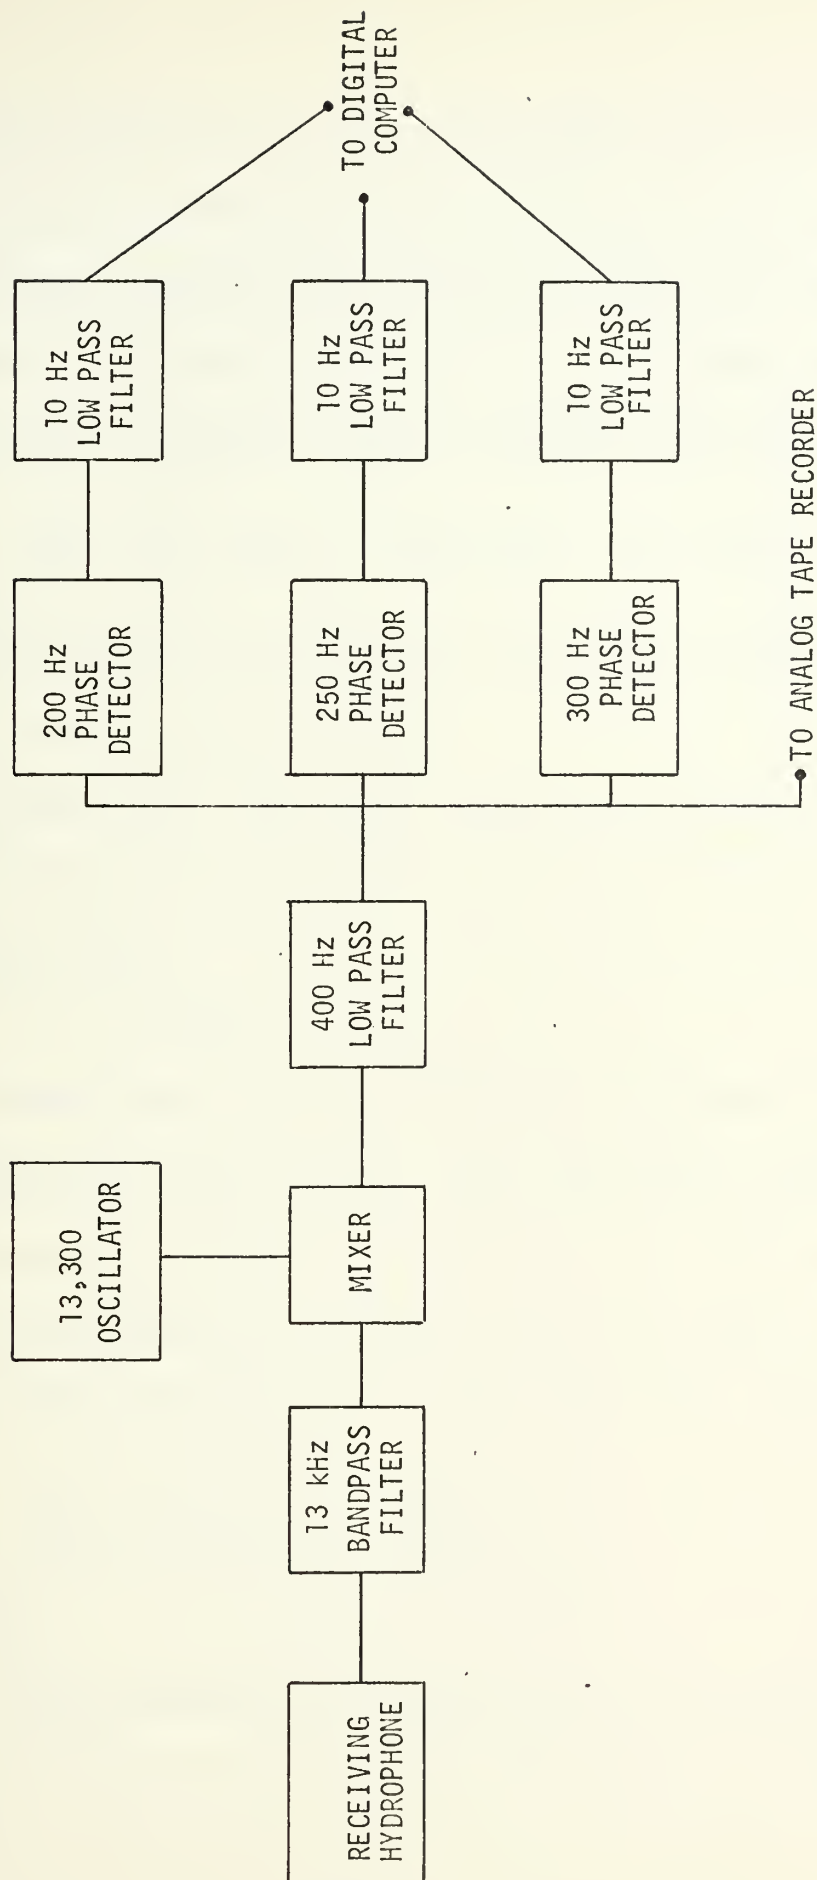 RECEIVING
HYDROPHONE
13 kHz
BANDPASS
FILTER
13,300
OSCILLATOR
MIXER
400 Hz
LOW PASS
FILTER
200 Hz
PHASE
DETECTOR
10 Hz
LOW PASS
FILTER
250 Hz
PHASE
DETECTOR
10 Hz
LOW PASS
FILTER
300 Hz
PHASE
DETECTOR
10 Hz
LOW PASS
FILTER
TO DIGITAL
COMPUTER
TO ANALOG TAPE RECORDER